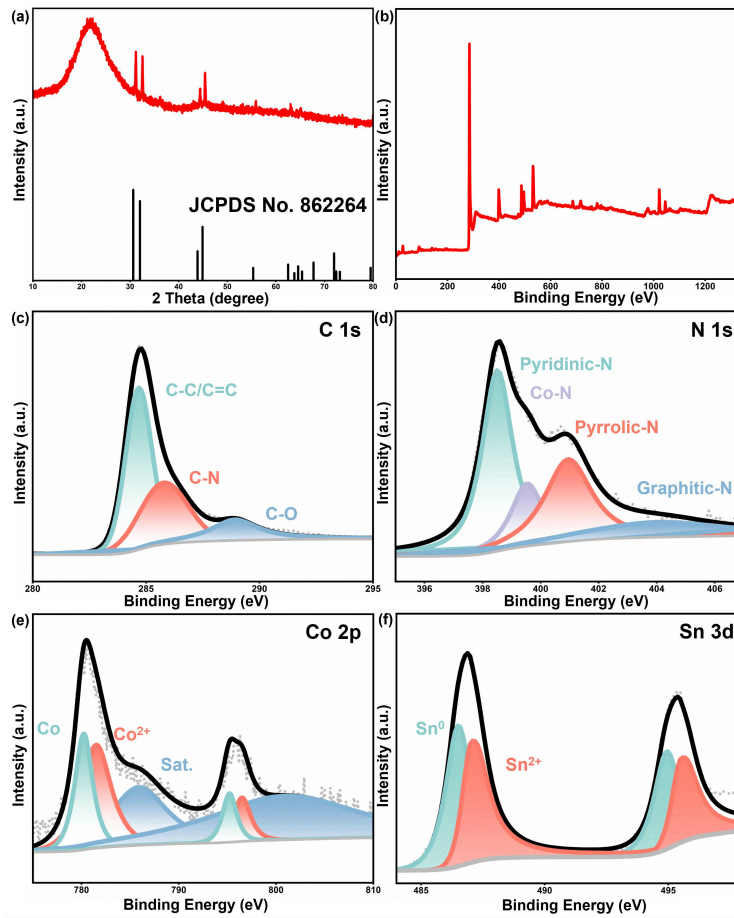 (a)
Intensity (a.u.)
JCPDS No. 862264
10 20 30 40 50 60 70 80
2 Theta (degree)
(b)
Intensity (a.u.)
0 200 400 600 800 1000 1200
Binding Energy (eV)
(c)
C 1s
C-C/C=C
C-N
C-O
Intensity (a.u.)
280 285 290 295
Binding Energy (eV)
(d)
N 1s
Pyridinic-N
Co-N
Pyrrolic-N
Graphitic-N
Intensity (a.u.)
396 398 400 402 404 406
Binding Energy (eV)
(e)
Co 2p
Co
Co²⁺
Sat.
Intensity (a.u.)
780 790 800 810
Binding Energy (eV)
(f)
Sn 3d
Sn⁰
Sn²⁺
Intensity (a.u.)
485 490 495
Binding Energy (eV)